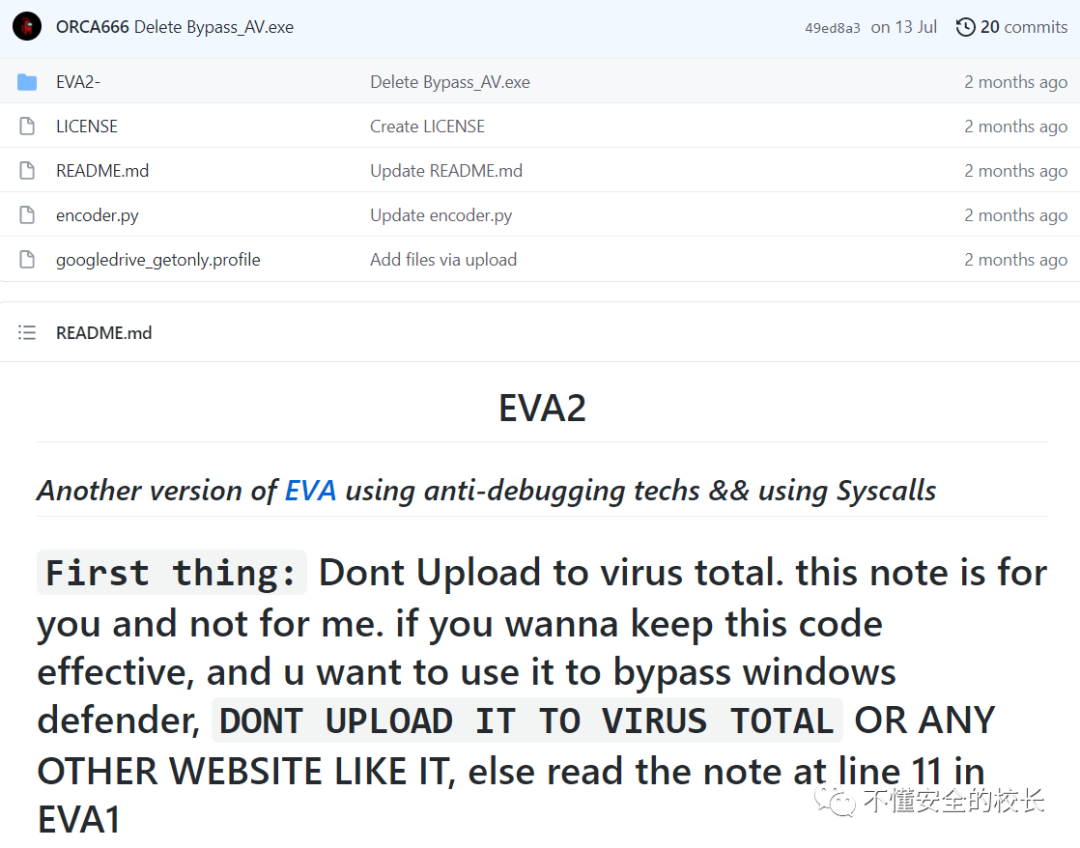 ORCA666 Delete Bypass_AV.exe 49ed8a3 on 13 Jul 20 commits
EVA2- Delete Bypass_AV.exe 2 months ago
LICENSE Create LICENSE 2 months ago
README.md Update README.md 2 months ago
encoder.py Update encoder.py 2 months ago
googledrive_getonly.profile Add files via upload 2 months ago
README.md
EVA2
Another version of EVA using anti-debugging techs && using Syscalls
First thing: Dont Upload to virus total. this note is for
you and not for me. if you wanna keep this code
effective, and u want to use it to bypass windows
defender, DONT UPLOAD IT TO VIRUS TOTAL OR ANY
OTHER WEBSITE LIKE IT, else read the note at line 11 in
EVA1
不懂安全的校长